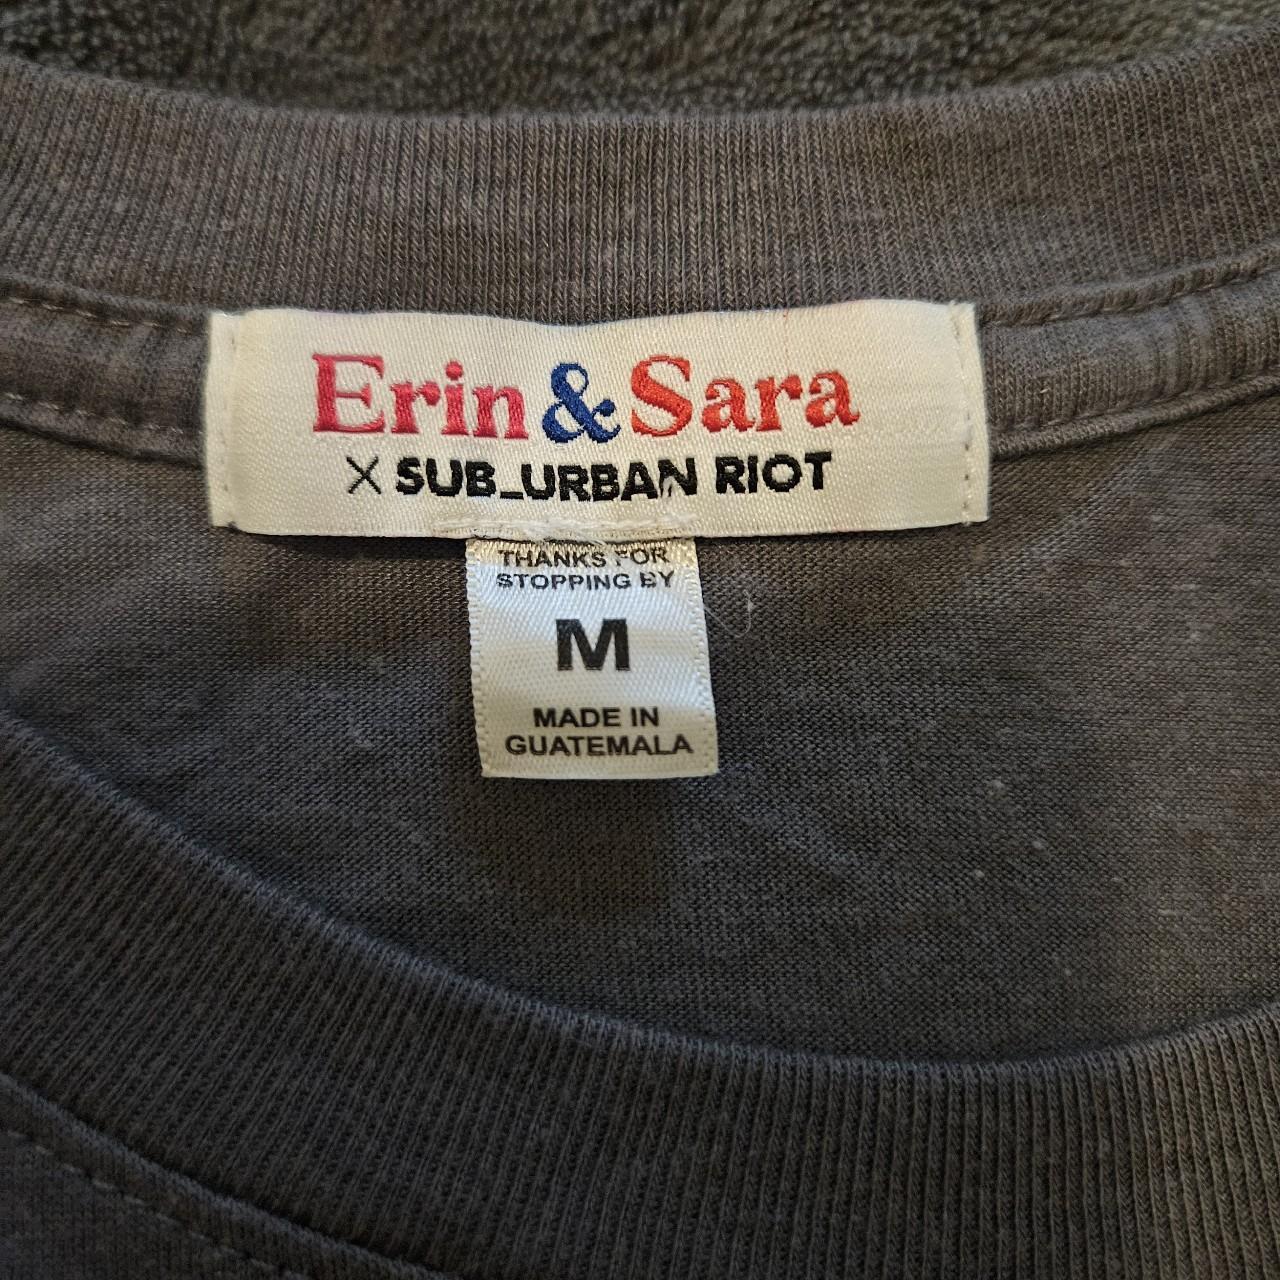 Erin & Sara
X SUB_URBAN RIOT
THANKS FOR
STOPPING BY
M
MADE IN
GUATEMALA